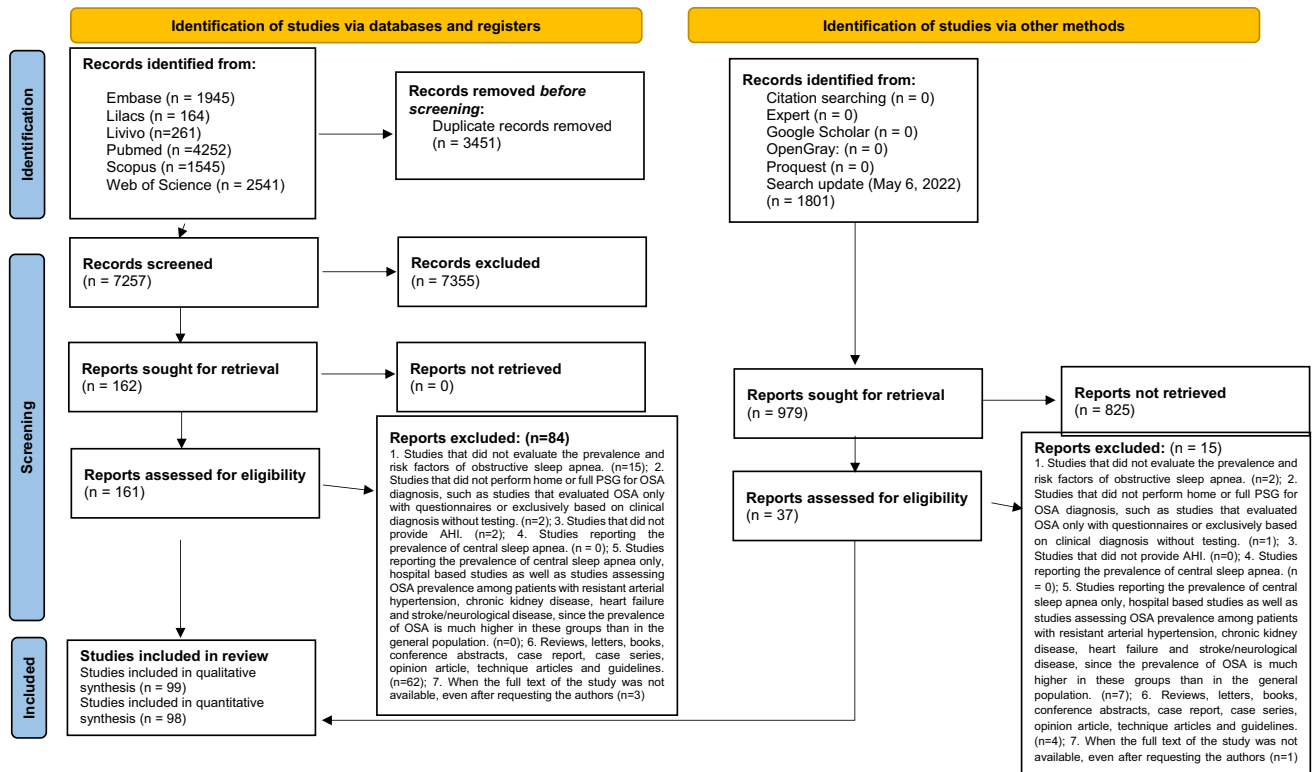 Identification of studies via databases and registers
Identification of studies via other methods
Identification
Records identified from:
Embase (n = 1945)
Lilacs (n = 164)
Livivo (n=261)
Pubmed (n =4252)
Scopus (n =1545)
Web of Science (n = 2541)
Records removed before
screening:
Duplicate records removed
(n = 3451)
Records identified from:
Citation searching (n = 0)
Expert (n = 0)
Google Scholar (n = 0)
OpenGray: (n = 0)
Proquest (n = 0)
Search update (May 6, 2022)
(n = 1801)
Screening
Records screened
(n = 7257)
Records excluded
(n = 7355)
Reports sought for retrieval
(n = 162)
Reports not retrieved
(n = 0)
Reports sought for retrieval
(n = 979)
Reports not retrieved
(n = 825)
Reports assessed for eligibility
(n = 161)
Reports excluded: (n=84)
1. Studies that did not evaluate the prevalence and
risk factors of obstructive sleep apnea. (n=15); 2.
Studies that did not perform home or full PSG for
OSA diagnosis, such as studies that evaluated OSA only
with questionnaires or exclusively based on clinical
diagnosis without testing. (n=2); 3. Studies that did not
provide AHI. (n=2); 4. Studies reporting the
prevalence of central sleep apnea. (n = 0); 5. Studies
reporting the prevalence of central sleep apnea only,
hospital based studies as well as studies assessing
OSA prevalence among patients with resistant arterial
hypertension, chronic kidney disease, heart failure
and stroke/neurological disease, since the prevalence
of OSA is much higher in these groups than in the
general population. (n=0); 6. Reviews, letters, books,
conference abstracts, case report, case series,
opinion article, technique articles and guidelines.
(n=62); 7. When the full text of the study was not
available, even after requesting the authors (n=3)
Reports assessed for eligibility
(n = 37)
Reports excluded: (n = 15)
1. Studies that did not evaluate the prevalence and
risk factors of obstructive sleep apnea. (n=2); 2.
Studies that did not perform home or full PSG for
OSA diagnosis, such as studies that evaluated
OSA only with questionnaires or exclusively based
on clinical diagnosis without testing. (n=1); 3.
Studies that did not provide AHI. (n=0); 4. Studies
reporting the prevalence of central sleep apnea. (n
= 0); 5. Studies reporting the prevalence of central
sleep apnea only, hospital based studies as well as
studies assessing OSA prevalence among patients
with resistant arterial hypertension, chronic kidney
disease, heart failure and stroke/neurological
disease, since the prevalence of OSA is much
higher in these groups than in the general
population. (n=7); 6. Reviews, letters, books,
conference abstracts, case report, case series,
opinion article, technique articles and guidelines.
(n=4); 7. When the full text of the study was not
available, even after requesting the authors (n=1)
Included
Studies included in review
Studies included in qualitative
synthesis (n = 99)
Studies included in quantitative
synthesis (n = 98)